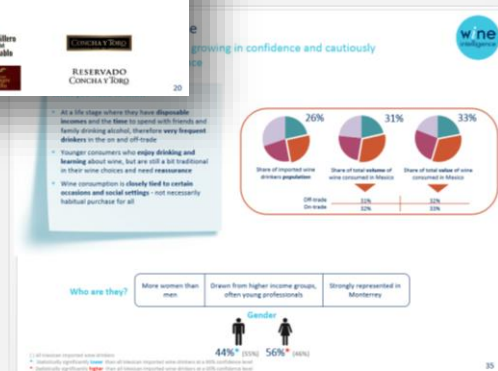 CONCHA Y TORO
RESERVADO
CONCHA Y TORO
20
wine
intelligence
growing in confidence and cautiously
At a life stage where they have disposable
incomes and the time to spend with friends and
family drinking alcohol, therefore very frequent
drinkers in the on and off-trade
Younger consumers who enjoy drinking and
learning about wine, but are still a bit traditional
in their wine choices and need reassurance
Wine consumption is closely tied to certain
occasions and social settings - not necessarily
habitual purchase for all
26%
31%
33%
Share of imported wine
drinkers population
Share of total volume of
wine consumed in Mexico
Share of total value of wine
consumed in Mexico
Off-trade 31% 32%
On-trade 32% 33%
Who are they?
More women than
men
Drawn from higher income groups,
often young professionals
Strongly represented in
Monterrey
Gender
44%* (55%) 56%* (46%)
35